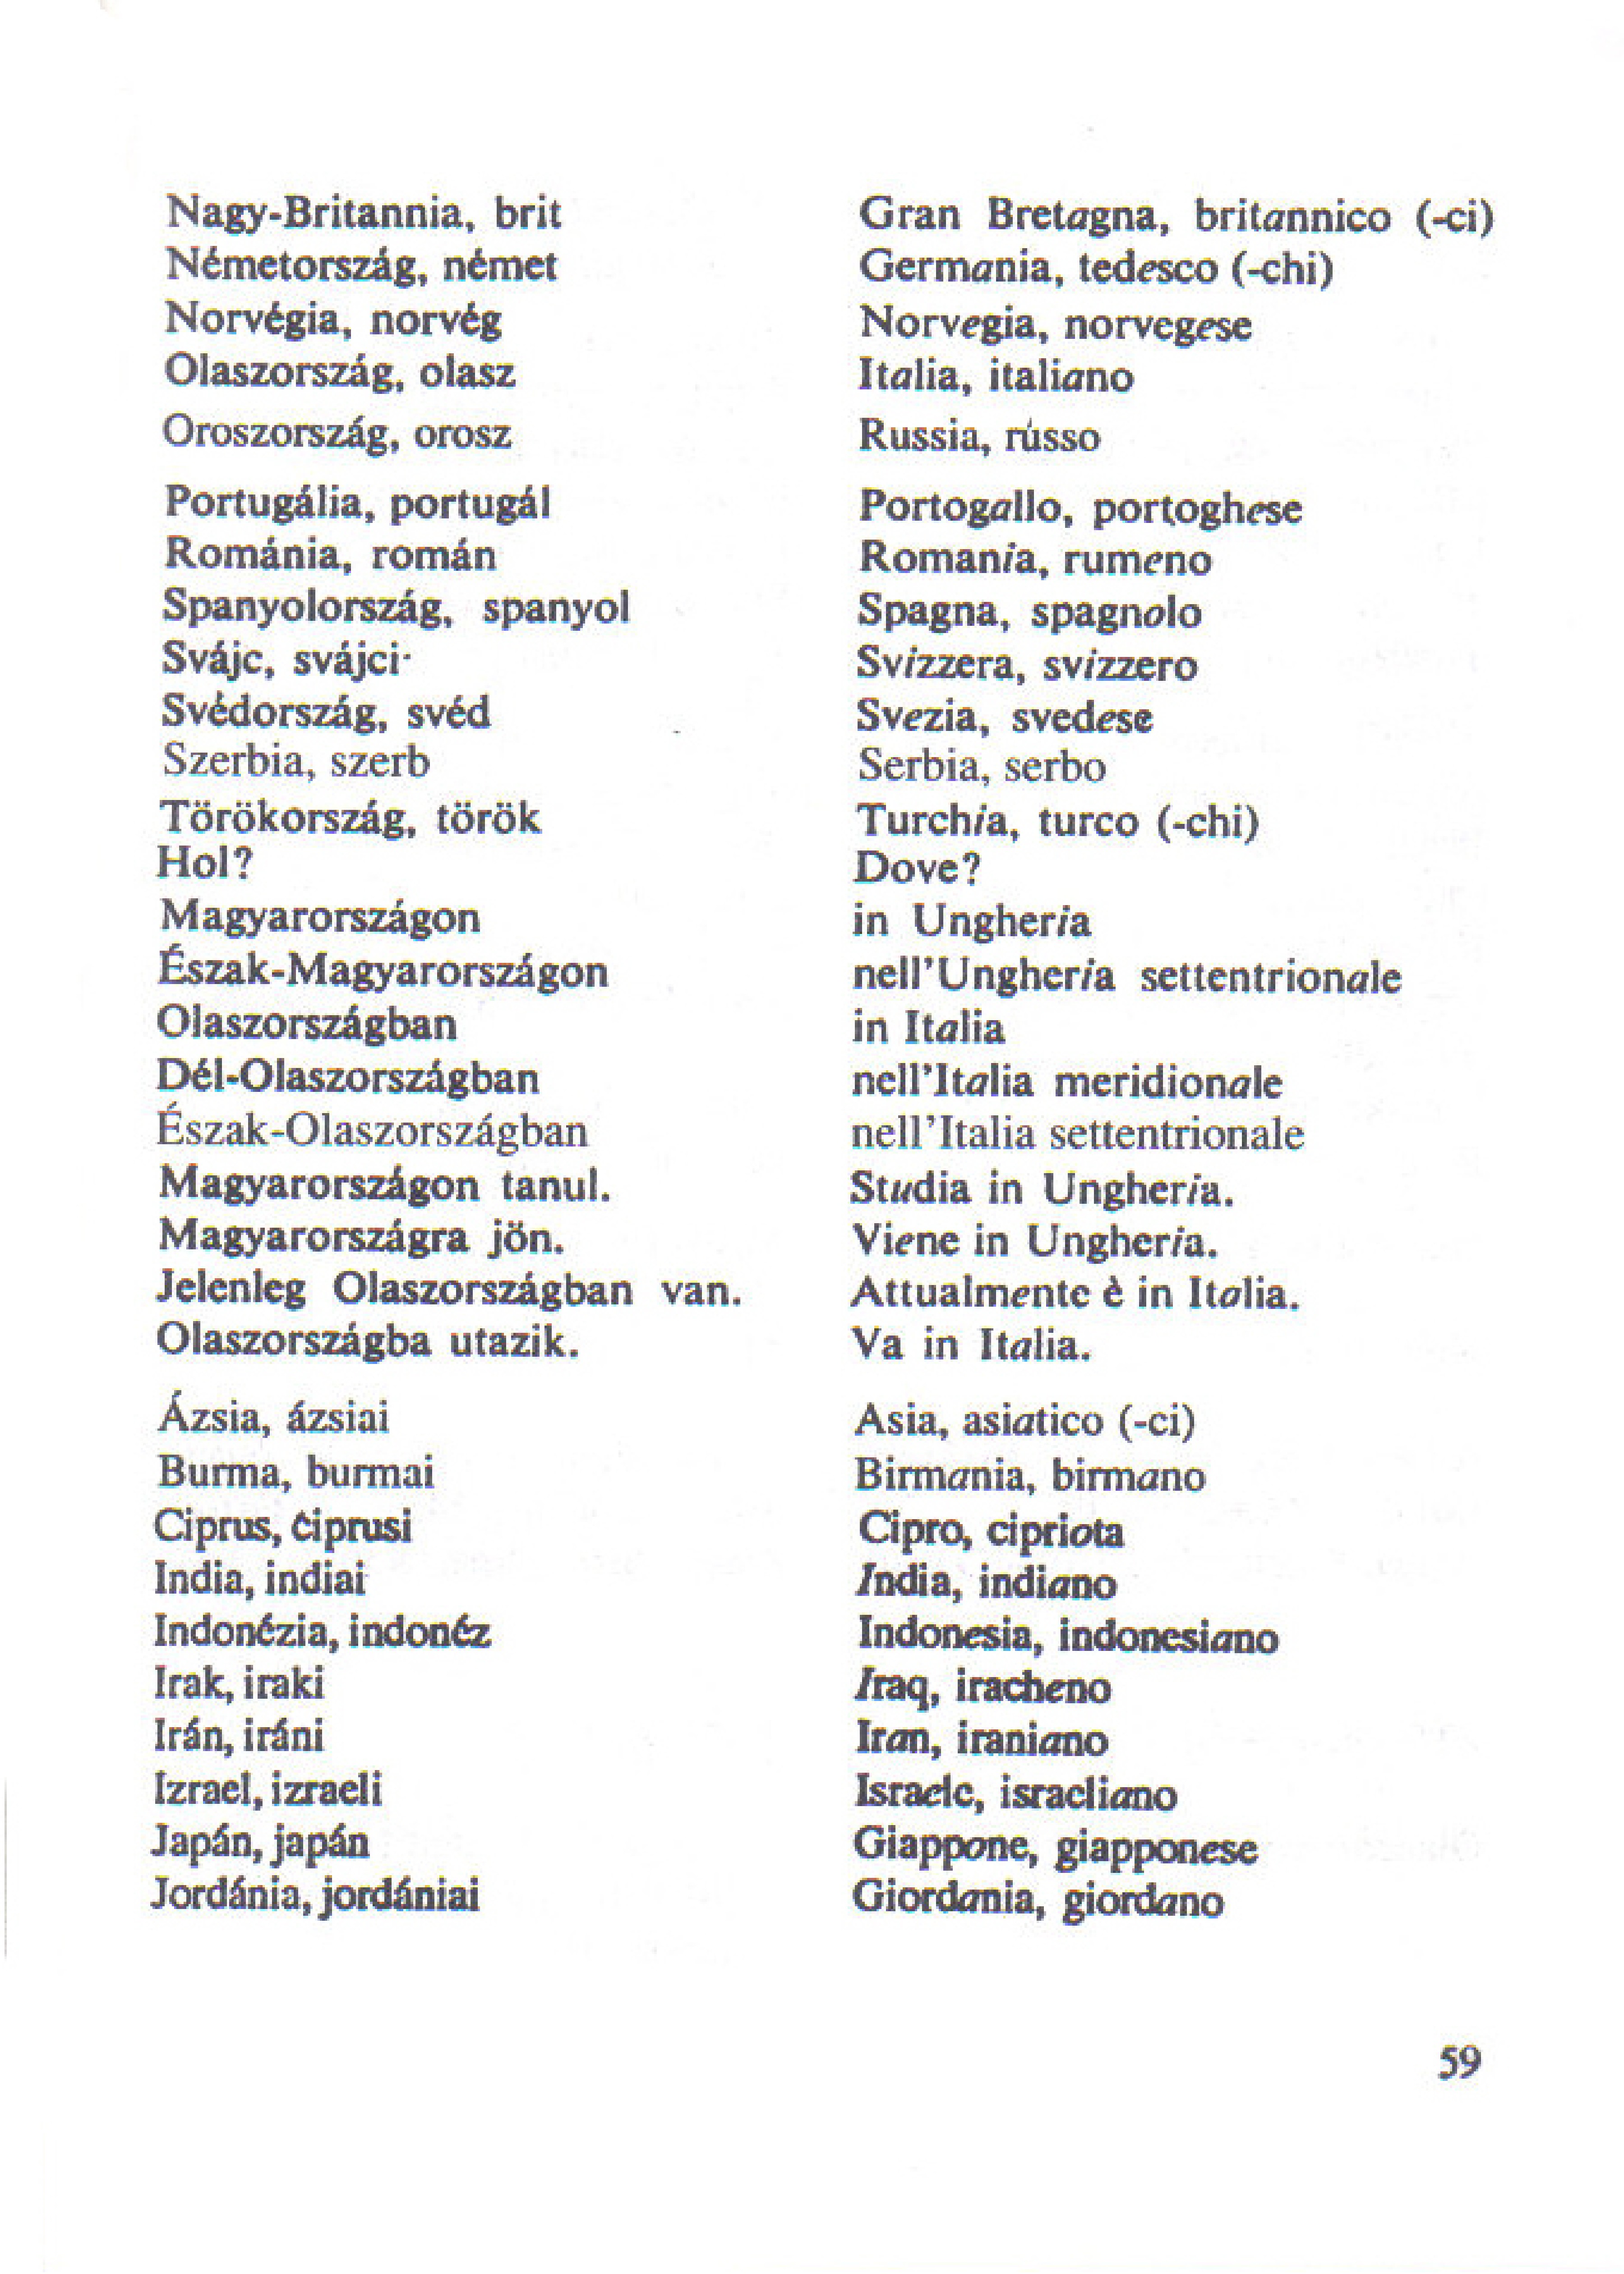 Nagy-Britannia, brit Gran Bretagna, britannico (-ci)
Németország, német Germania, tedesco (-chi)
Norvégia, norvég Norvegia, norvegese
Olaszország, olasz Italia, italiano
Oroszország, orosz Russia, russo
Portugália, portugál Portogallo, portoghese
Románia, román Romania, rumeno
Spanyolország, spanyol Spagna, spagnolo
Svájc, svájci Svizzera, svizzero
Svédország, svéd Svezia, svedese
Szerbia, szerb Serbia, serbo
Törökország, török Turchia, turco (-chi)
Hol? Dove?
Magyarországon in Ungheria
Észak-Magyarországon nell'Ungheria settentrionale
Olaszországban in Italia
Dél-Olaszországban nell'Italia meridionale
Észak-Olaszországban nell'Italia settentrionale
Magyarországon tanul. Studia in Ungheria.
Magyarországra jön. Viene in Ungheria.
Jelenleg Olaszországban van. Attualmente è in Italia.
Olaszországba utazik. Va in Italia.
Ázsia, ázsiai Asia, asiatico (-ci)
Burma, burmai Birmania, birmano
Ciprus, ciprusi Cipro, cipriota
India, indiai India, indiano
Indonézia, indonéz Indonesia, indonesiano
Irak, iraki Iraq, iracheno
Irán, iráni Iran, iraniano
Izrael, izraeli Israele, israeliano
Japán, japán Giappone, giapponese
Jordánia, jordániai Giordania, giordano
59